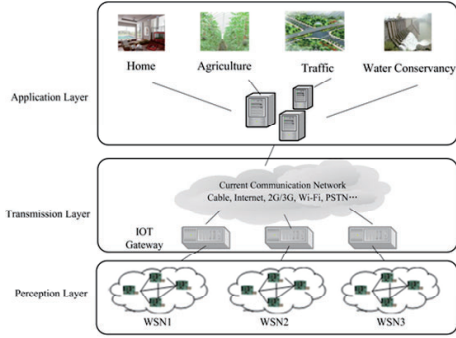 Home Agriculture Traffic Water Conservancy
Application Layer
Current Communication Network
Cable, Internet, 2G/3G, Wi-Fi, PSTN…
Transmission Layer
IOT
Gateway
Perception Layer
WSN1 WSN2 WSN3